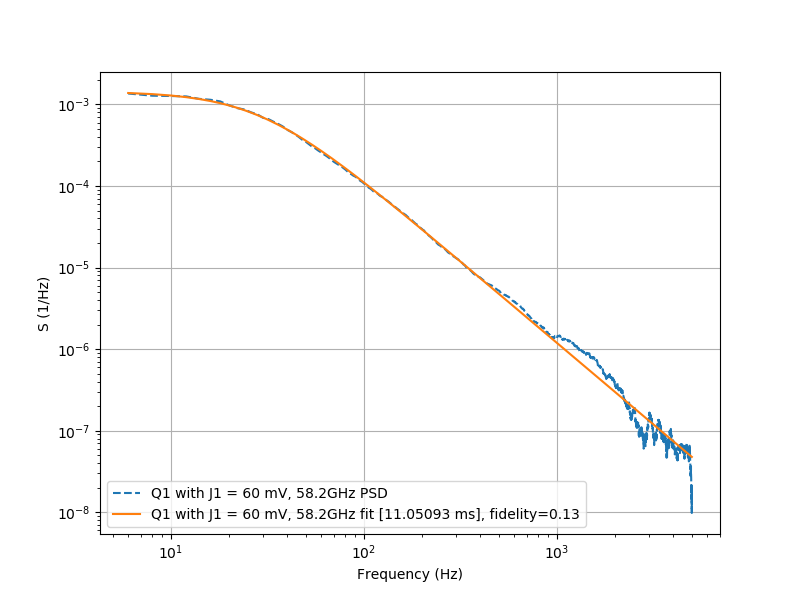 10⁻³
10⁻⁴
10⁻⁵
10⁻⁶
10⁻⁷
10⁻⁸
S (1/Hz)
Q1 with J1 = 60 mV, 58.2GHz PSD
Q1 with J1 = 60 mV, 58.2GHz fit [11.05093 ms], fidelity=0.13
10¹ 10² 10³
Frequency (Hz)